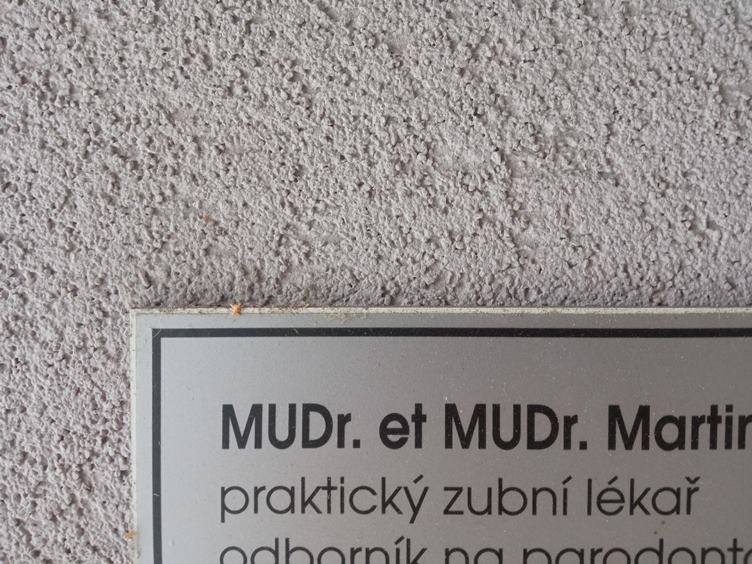 MUDr. et MUDr. Martin
praktický zubní lékař
odborník na